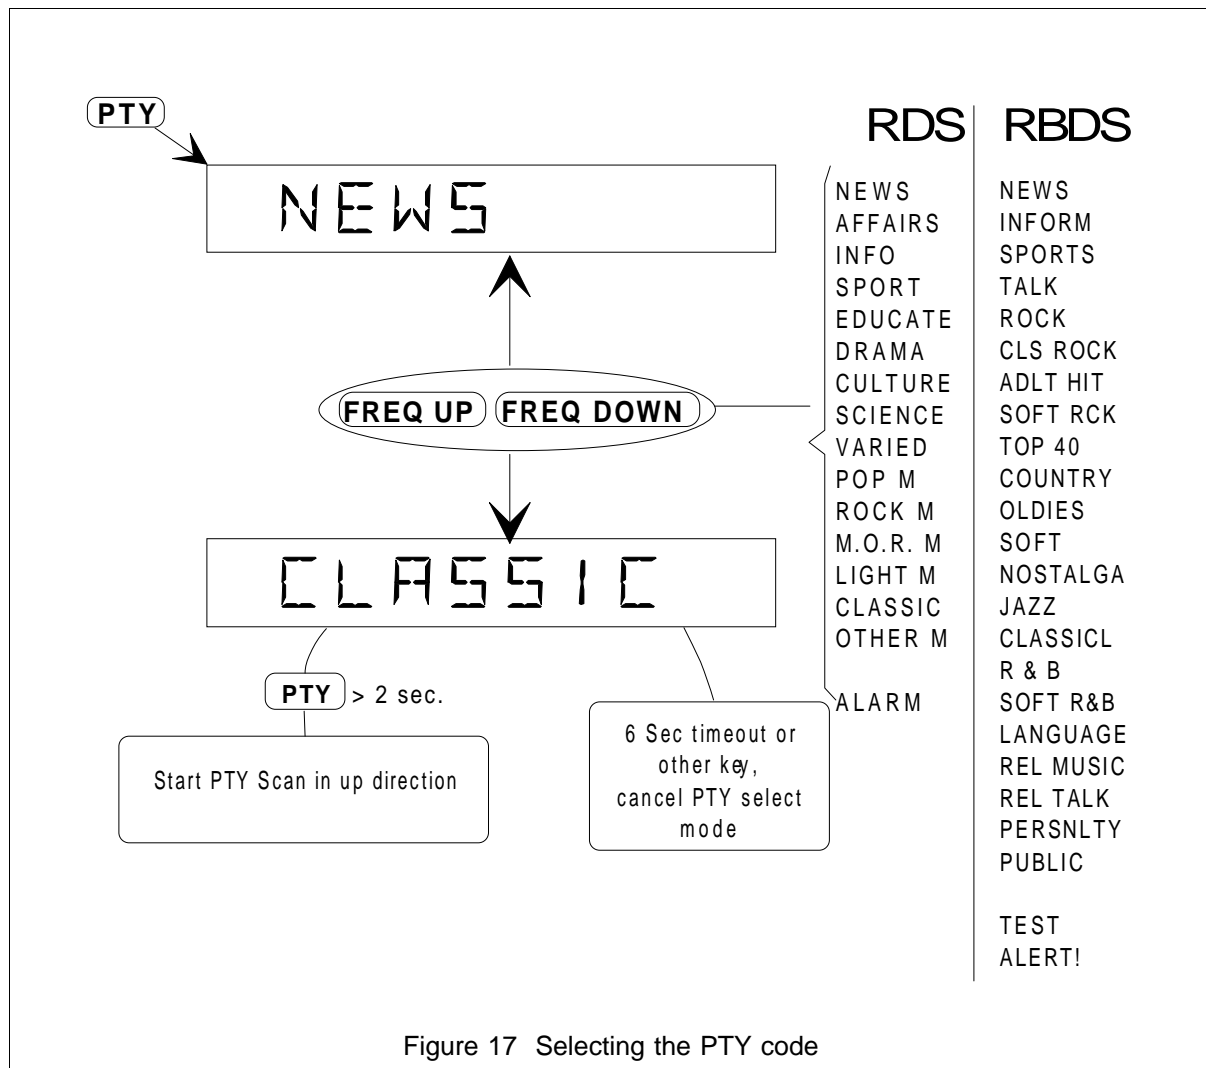 PTY
NEWS
FREQ UP FREQ DOWN
CLASSIC
PTY > 2 sec.
Start PTY Scan in up direction
6 Sec timeout or
other key,
cancel PTY select
mode
RDS
NEWS
AFFAIRS
INFO
SPORT
EDUCATE
DRAMA
CULTURE
SCIENCE
VARIED
POP M
ROCK M
M.O.R. M
LIGHT M
CLASSIC
OTHER M
ALARM
RBDS
NEWS
INFORM
SPORTS
TALK
ROCK
CLS ROCK
ADLT HIT
SOFT RCK
TOP 40
COUNTRY
OLDIES
SOFT
NOSTALGA
JAZZ
CLASSICL
R & B
SOFT R&B
LANGUAGE
REL MUSIC
REL TALK
PERSNLTY
PUBLIC
TEST
ALERT!
Figure 17 Selecting the PTY code